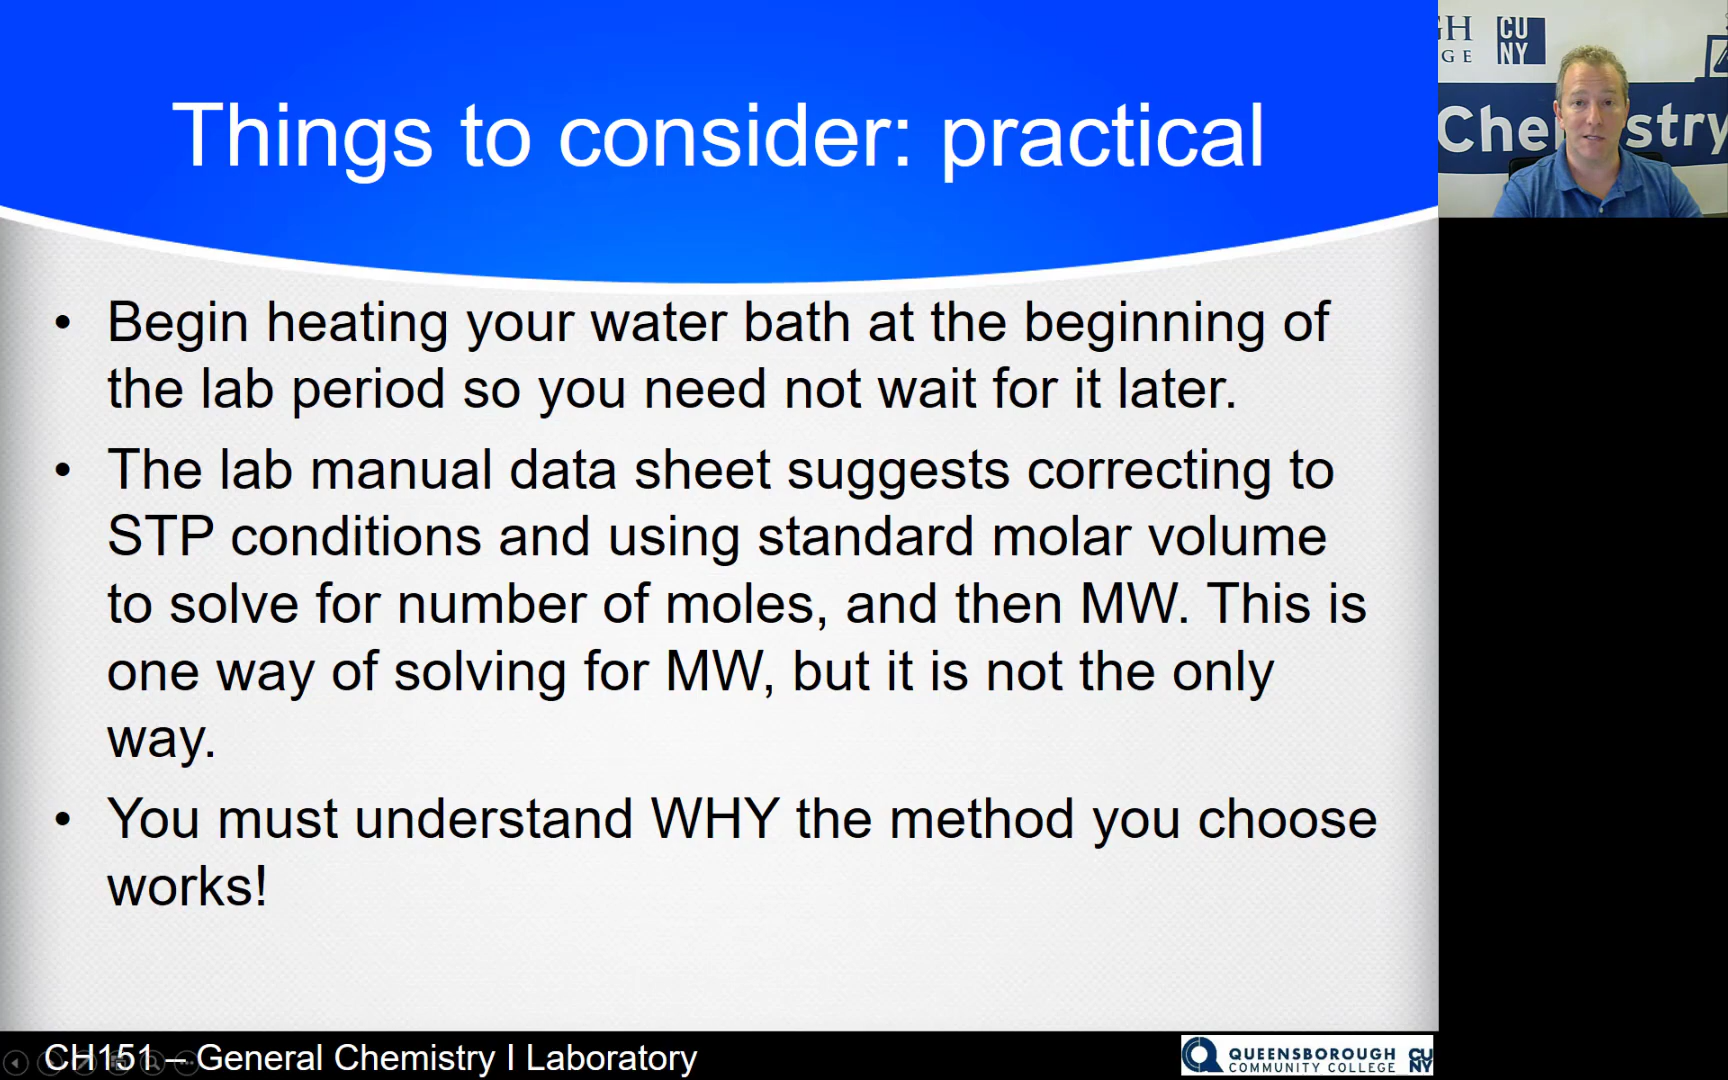 Things to consider: practical
• Begin heating your water bath at the beginning of
the lab period so you need not wait for it later.
• The lab manual data sheet suggests correcting to
STP conditions and using standard molar volume
to solve for number of moles, and then MW. This is
one way of solving for MW, but it is not the only
way.
• You must understand WHY the method you choose
works!
CH151 – General Chemistry I Laboratory
QUEENSBOROUGH
COMMUNITY COLLEGE
CU
NY
GH
GE
CU
NY
Che
stry